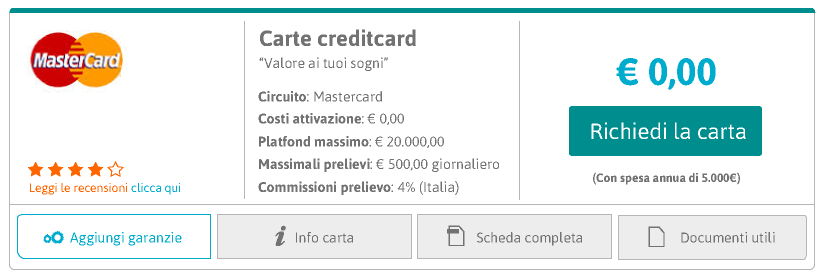 MasterCard
Leggi le recensioni clicca qui
Carte creditcard
“Valore ai tuoi sogni”
Circuito: Mastercard
Costi attivazione: € 0,00
Platfond massimo: € 20.000,00
Massimali prelievi: € 500,00 giornaliero
Commissioni prelievo: 4% (Italia)
€ 0,00
Richiedi la carta
(Con spesa annua di 5.000€)
Aggiungi garanzie
Info carta
Scheda completa
Documenti utili